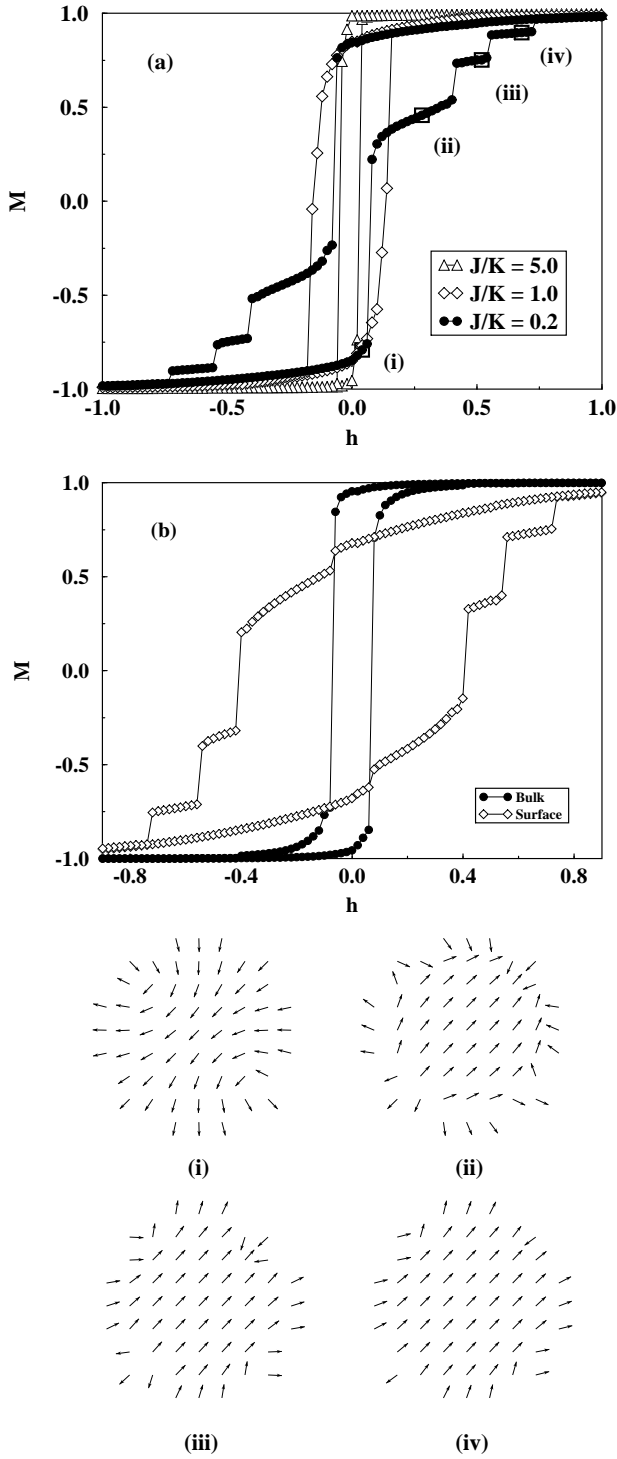 1.0
(a)
(iv)
0.5
(iii)
(ii)
M
0.0
J/K = 5.0
J/K = 1.0
-0.5
J/K = 0.2
(i)
-1.0
-1.0 -0.5 0.0 0.5 1.0
h
1.0
(b)
0.5
M
0.0
-0.5
Bulk
Surface
-1.0
-0.8 -0.4 0.0 0.4 0.8
h
(i) (ii)
(iii) (iv)